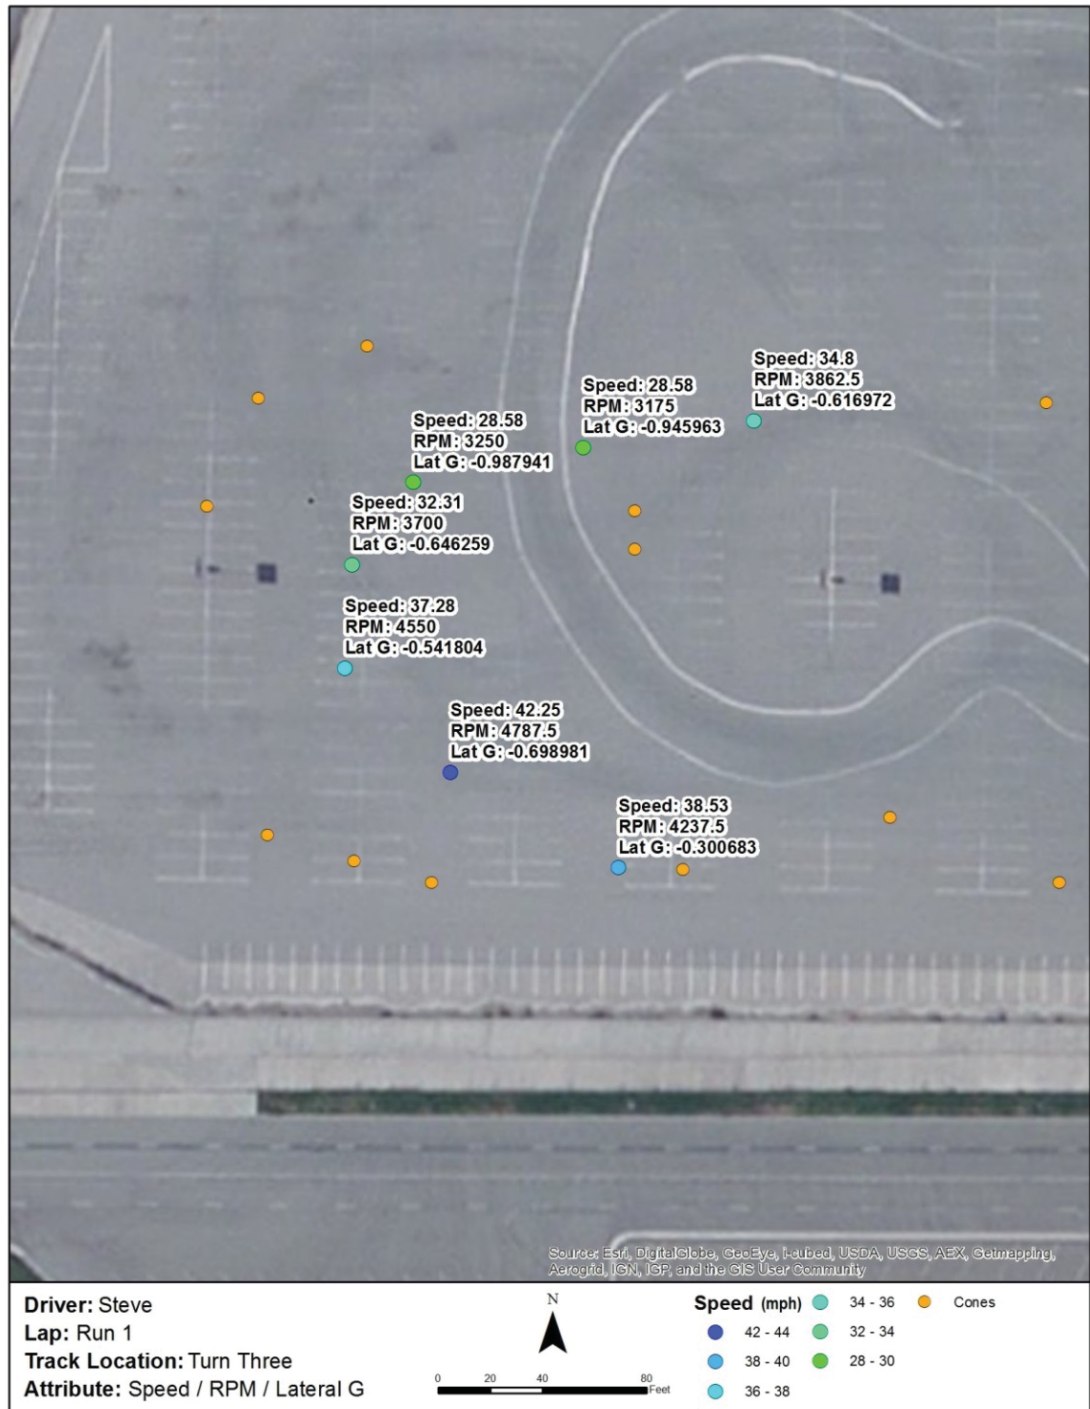 Speed: 34.8
RPM: 3862.5
Lat G: -0.616972
Speed: 28.58
RPM: 3175
Lat G: -0.945963
Speed: 28.58
RPM: 3250
Lat G: -0.987941
Speed: 32.31
RPM: 3700
Lat G: -0.646259
Speed: 37.28
RPM: 4550
Lat G: -0.541804
Speed: 42.25
RPM: 4787.5
Lat G: -0.698981
Speed: 38.53
RPM: 4237.5
Lat G: -0.300683
Source: Esri, DigitalGlobe, GeoEye, i-cubed, USDA, USGS, AEX, Getmapping,
Aerogrid, IGN, IGP, and the GIS User Community
Driver: Steve
Lap: Run 1
Track Location: Turn Three
Attribute: Speed / RPM / Lateral G
N
0 20 40 80
Feet
Speed (mph)
42 - 44
38 - 40
36 - 38
34 - 36
32 - 34
28 - 30
Cones